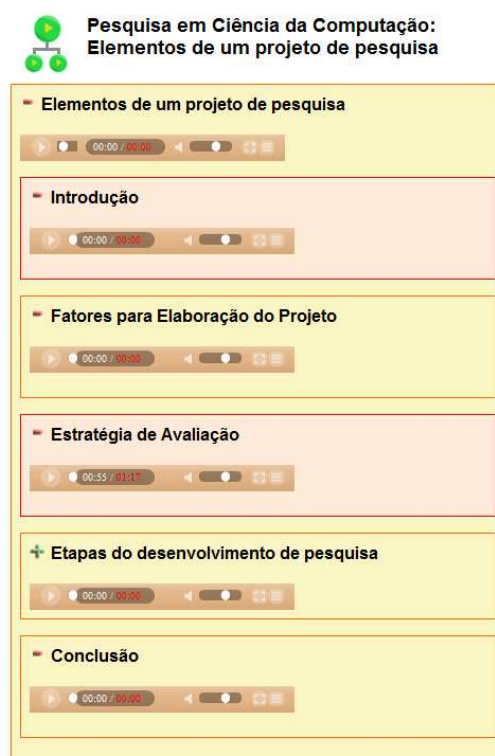 Pesquisa em Ciência da Computação:
Elementos de um projeto de pesquisa
Elementos de um projeto de pesquisa
00:00 / 00:00
Introdução
00:00 / 00:00
Fatores para Elaboração do Projeto
00:00 / 00:00
Estratégia de Avaliação
00:55 / 01:17
Etapas do desenvolvimento de pesquisa
00:00 / 00:00
Conclusão
00:00 / 00:00